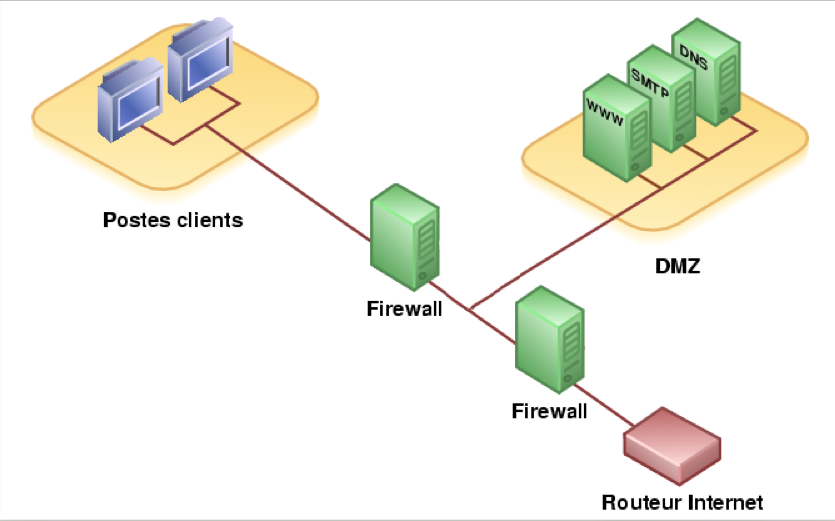 DNS
SMTP
WWW
Postes clients
DMZ
Firewall
Firewall
Routeur Internet